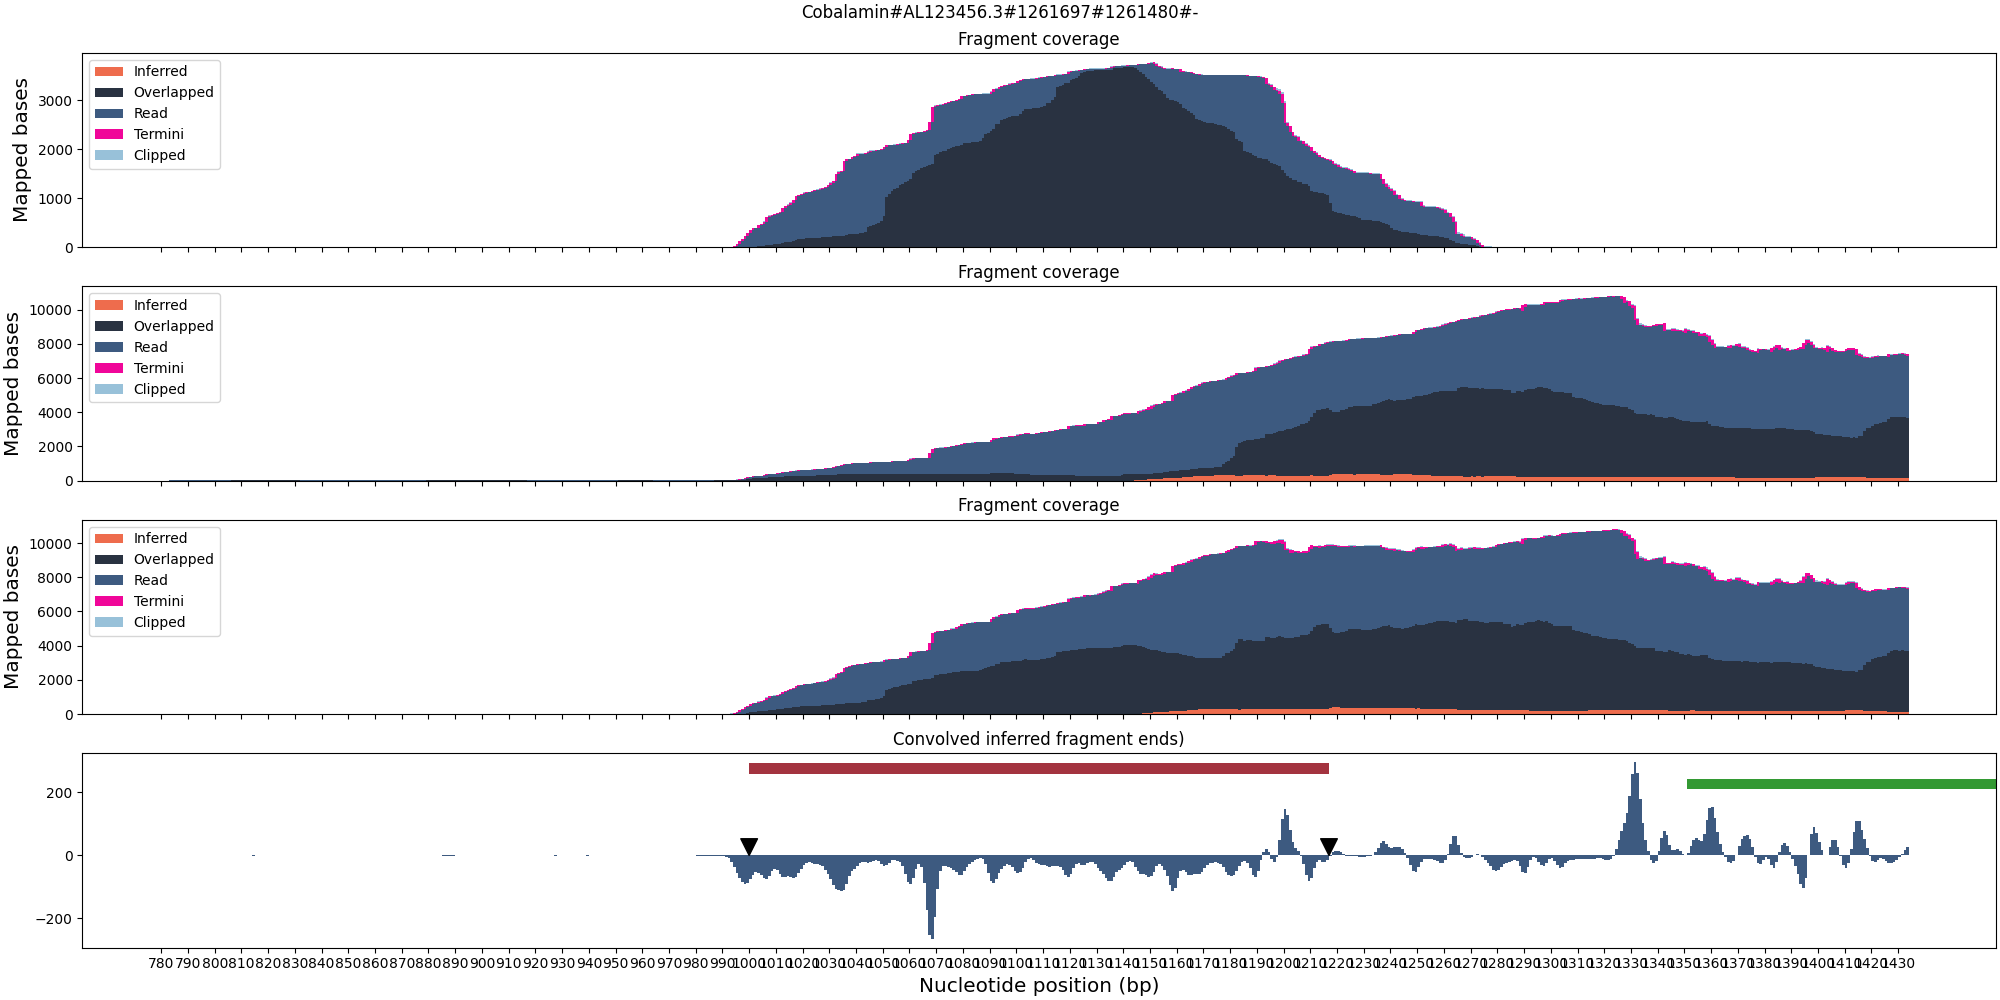 Cobalamin#AL123456.3#1261697#1261480#-
Fragment coverage
Mapped bases
3000
2000
1000
0
Inferred
Overlapped
Read
Termini
Clipped
Fragment coverage
Mapped bases
10000
8000
6000
4000
2000
0
Inferred
Overlapped
Read
Termini
Clipped
Fragment coverage
Mapped bases
10000
8000
6000
4000
2000
0
Inferred
Overlapped
Read
Termini
Clipped
Convolved inferred fragment ends)
200
0
−200
780 790 800 810 820 830 840 850 860 870 880 890 900 910 920 930 940 950 960 970 980 990 1000 1010 1020 1030 1040 1050 1060 1070 1080 1090 1100 1110 1120 1130 1140 1150 1160 1170 1180 1190 1200 1210 1220 1230 1240 1250 1260 1270 1280 1290 1300 1310 1320 1330 1340 1350 1360 1370 1380 1390 1400 1410 1420 1430
Nucleotide position (bp)